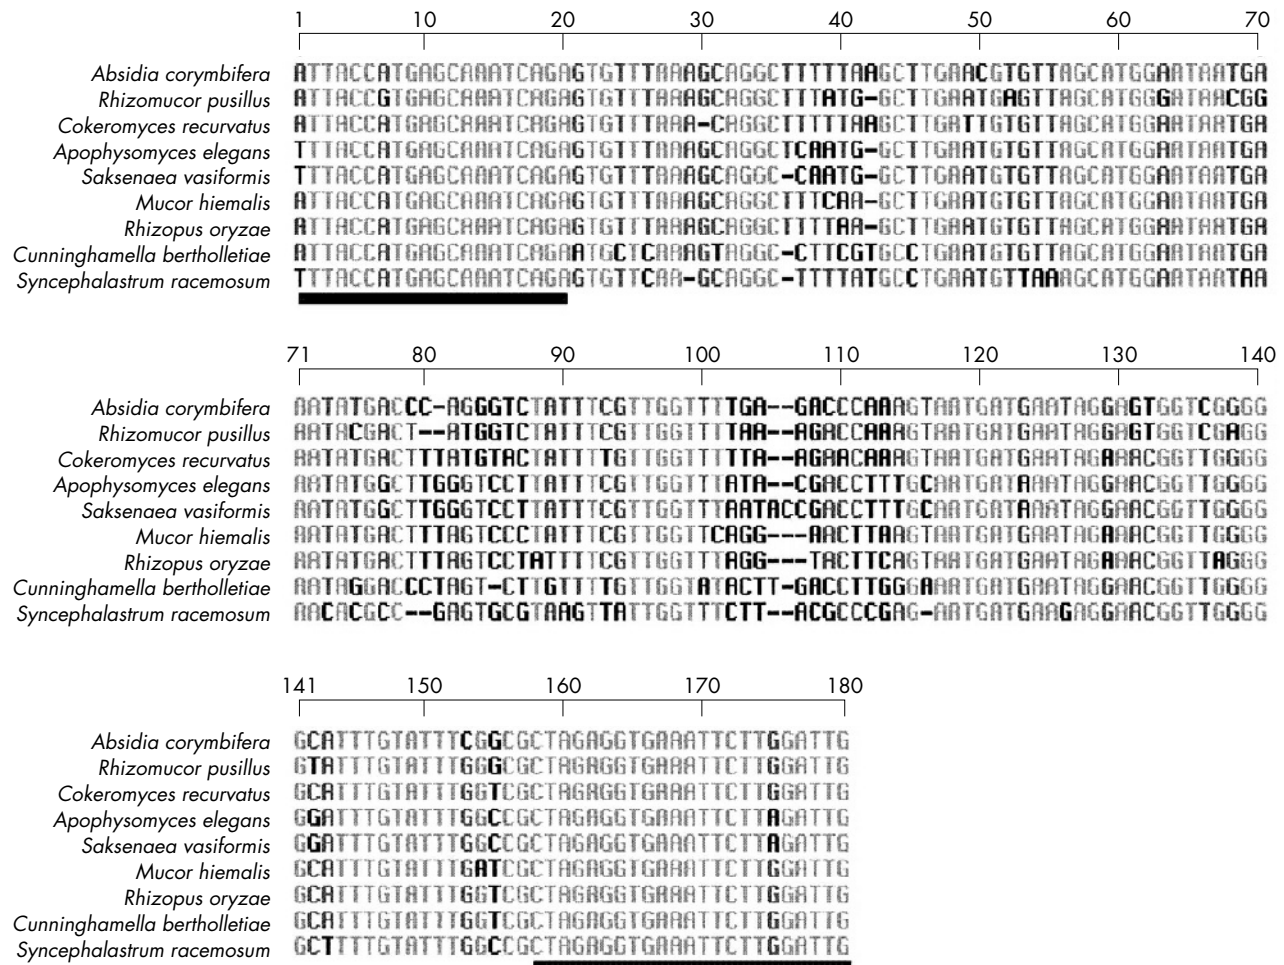 1 10 20 30 40 50 60 70
Absidia corymbifera ATTACCATGAGCAAATCAGAGTGTTTAAAGCAGGCTTTTTAAGCTTGAACGTGTTAGCATGGAATAATGA
Rhizomucor pusillus ATTACCGTGAGCAAATCAGAGTGTTTAAAGCAGGCTTTATG-GCTTGAATGAGTTAGCATGGGATAACGG
Cokeromyces recurvatus ATTACCATGAGCAAATCAGAGTGTTTAAA-CAGGCTTTTTAAGCTTGATTGTGTTAGCATGGAATAATGA
Apophysomyces elegans TTTACCATGAGCAAATCAGAGTGTTTAAAGCAGGCTCAATG-GCTTGAATGTGTTAGCATGGAATAATGA
Saksenaea vasiformis TTTACCATGAGCAAATCAGAGTGTTTAAAGCAGGC-CAATG-GCTTGAATGTGTTAGCATGGAATAATGA
Mucor hiemalis ATTACCATGAGCAAATCAGAGTGTTTAAAGCAGGCTTTCAA-GCTTGAATGTGTTAGCATGGAATAATGA
Rhizopus oryzae ATTACCATGAGCAAATCAGAGTGTTTAAAGCAGGCTTTTAA-GCTTGAATGTGTTAGCATGGAATAATGA
Cunninghamella bertholletiae ATTACCATGAGCAAATCAGAATGCTCAAAGTAGGC-CTTCGTGCCTGAATGTGTTAGCATGGAATAATGA
Syncephalastrum racemosum TTTACCATGAGCAAATCAGAGTGTTCAA-GCAGGC-TTTTATGCCTGAATGTTAAAGCATGGAATAATAA
71 80 90 100 110 120 130 140
Absidia corymbifera AATATGACCC-AGGGTCTATTTCGTTGGTTTTGA--GACCCAAAGTAATGATGAATAGGAGTGGTCGGGG
Rhizomucor pusillus AATACGACT--ATGGTCTATTTCGTTGGTTTTAA--AGACCAAAGTAATGATGAATAGGAGTGGTCGAGG
Cokeromyces recurvatus AATATGACTTTATGTACTATTTTGTTGGTTTTTA--AGAACAAAGTAATGATGAATAGAAACGGTTGGGG
Apophysomyces elegans AATATGGCTTGGGTCCTTATTTCGTTGGTTTATA--CGACCTTTGCAATGATAAATAGGAACGGTTGGGG
Saksenaea vasiformis AATATGGCTTGGGTCCTTATTTCGTTGGTTTAATACCGACCTTTGCAATGATAAATAGGAACGGTTGGGG
Mucor hiemalis AATATGACTTTAGTCCCTATTTCGTTGGTTCAGG---AACTTAAGTAATGATGAATAGAAACGGTTGGGG
Rhizopus oryzae AATATGACTTTAGTCCTATTTTCGTTGGTTTAGG---TACTTCAGTAATGATGAATAGAAACGGTTAGGG
Cunninghamella bertholletiae AATAGGACCCTAGT-CTTGTTTTGTTGGTATACTT-GACCTTGGGAAATGATGAATAGGAACGGTTGGGG
Syncephalastrum racemosum AACACGCC--GAGTGCGTAAGTTATTGGTTTCTT--ACGCCCGAG-AATGATGAAGAGGAACGGTTGGGG
141 150 160 170 180
Absidia corymbifera GCATTTGTATTTCGGCGCTAGAGGTGAAATTCTTGGATTG
Rhizomucor pusillus GTATTTGTATTTGGGCGCTAGAGGTGAAATTCTTGGATTG
Cokeromyces recurvatus GCATTTGTATTTGGTCGCTAGAGGTGAAATTCTTGGATTG
Apophysomyces elegans GGATTTGTATTTGGCCGCTAGAGGTGAAATTCTTAGATTG
Saksenaea vasiformis GGATTTGTATTTGGCCGCTAGAGGTGAAATTCTTAGATTG
Mucor hiemalis GCATTTGTATTTGATCGCTAGAGGTGAAATTCTTGGATTG
Rhizopus oryzae GCATTTGTATTTGGTCGCTAGAGGTGAAATTCTTGGATTG
Cunninghamella bertholletiae GCATTTGTATTTGGTCGCTAGAGGTGAAATTCTTGGATTG
Syncephalastrum racemosum GCTTTTGTATTTGGCCGCTAGAGGTGAAATTCTTGGATTG